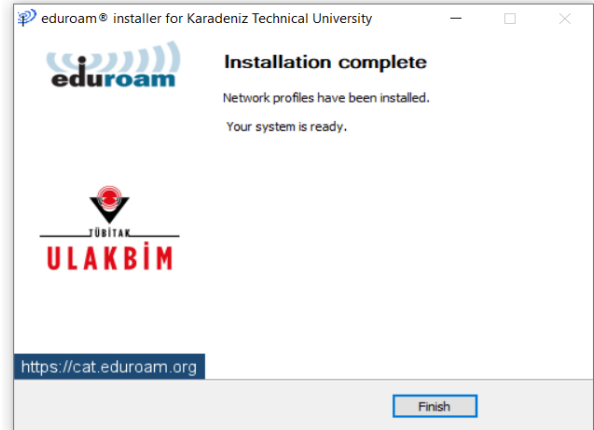 eduroam® installer for Karadeniz Technical University
eduroam
Installation complete
Network profiles have been installed.
Your system is ready.
TÜBİTAK
ULAKBİM
https://cat.eduroam.org
Finish